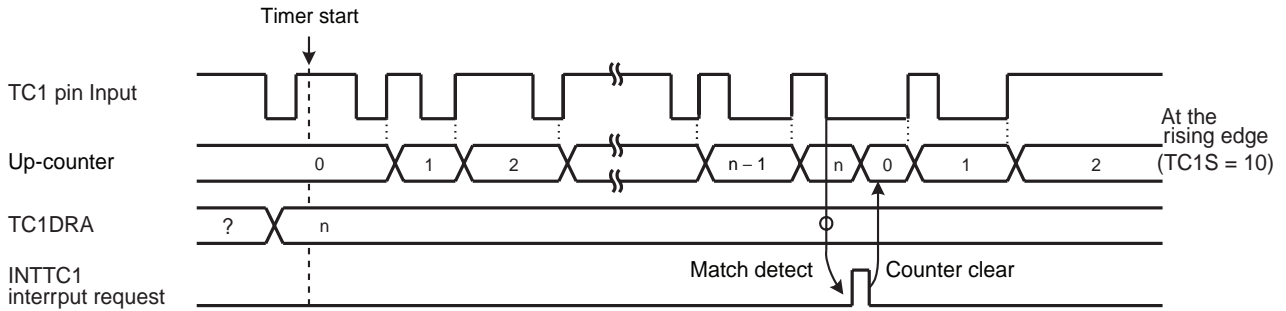 Timer start
TC1 pin Input
At the
rising edge
(TC1S = 10)
Up-counter
0
1
2
n – 1
n
0
1
2
TC1DRA
?
n
Match detect
Counter clear
INTTC1
interrput request